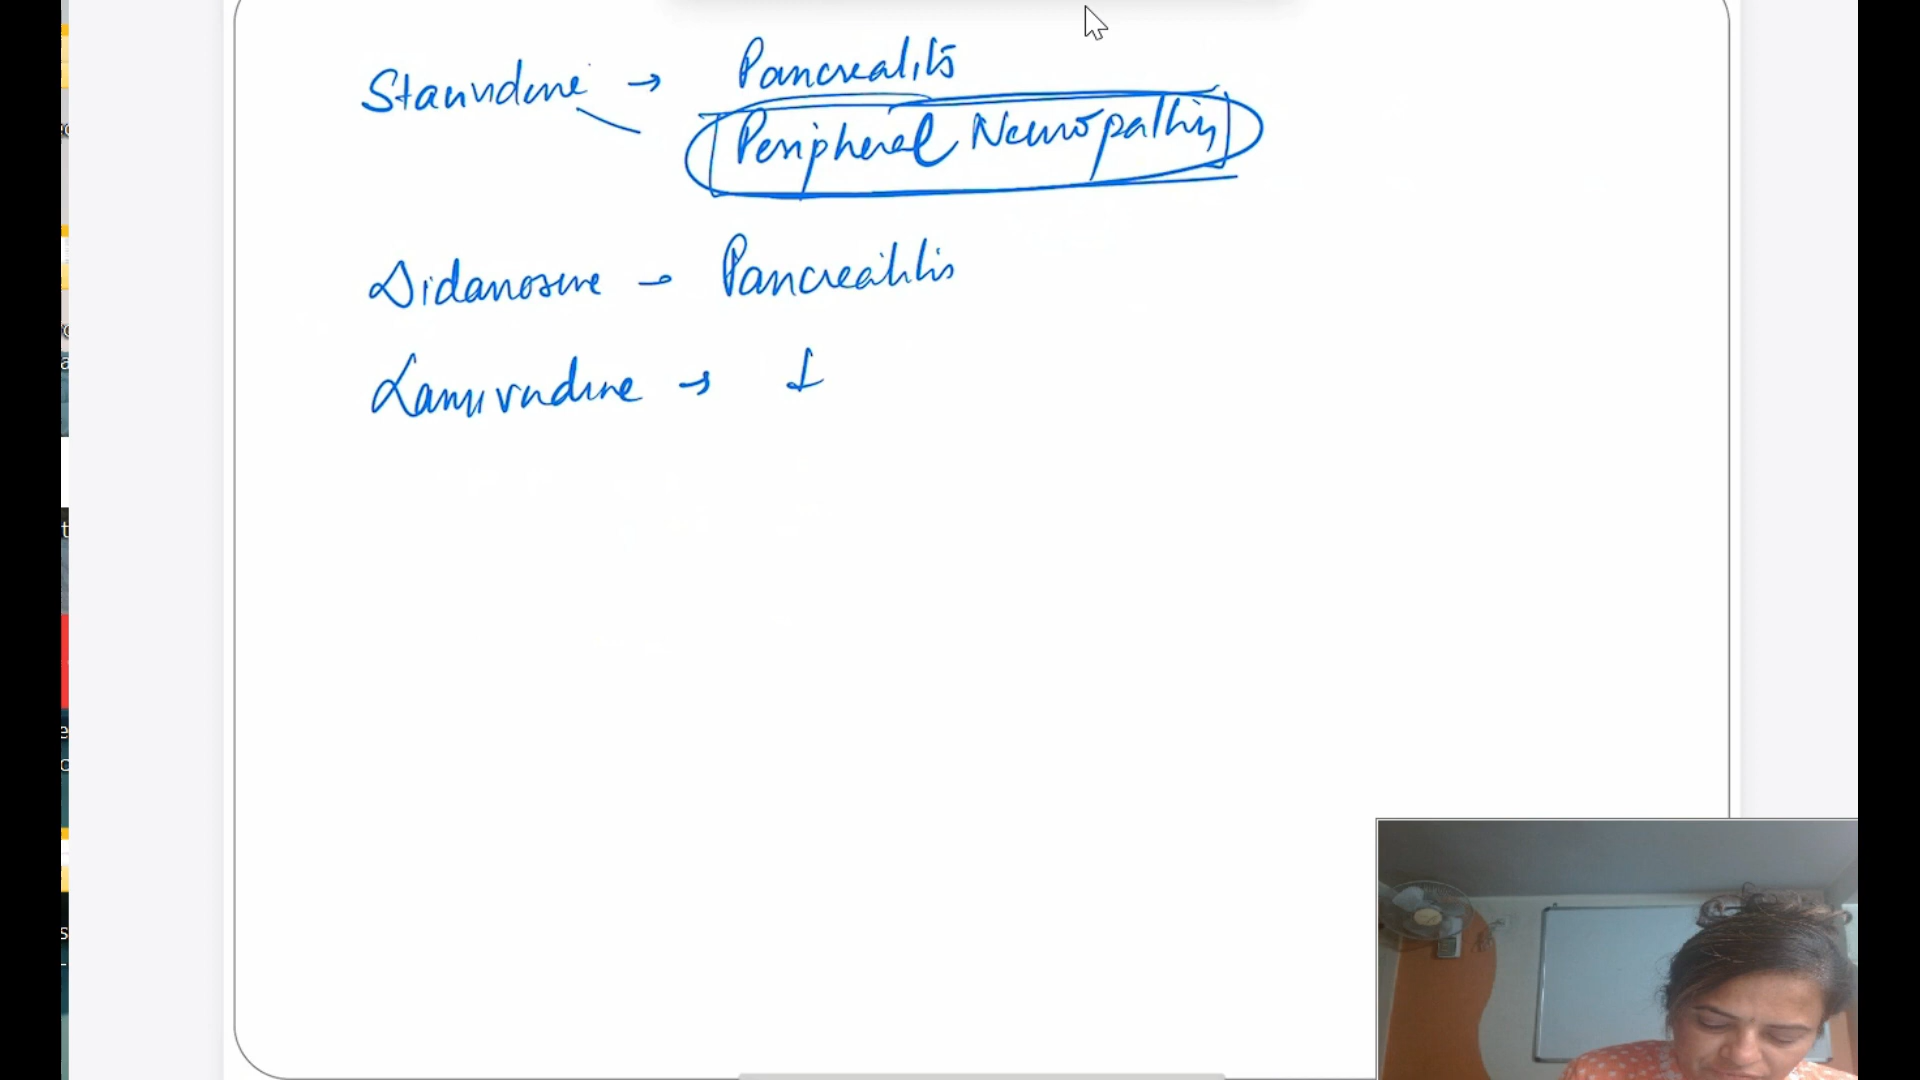 Stavudine → Pancreatitis
Peripheral Neuropathy
Didanosine → Pancreatitis
Lamivudine → L